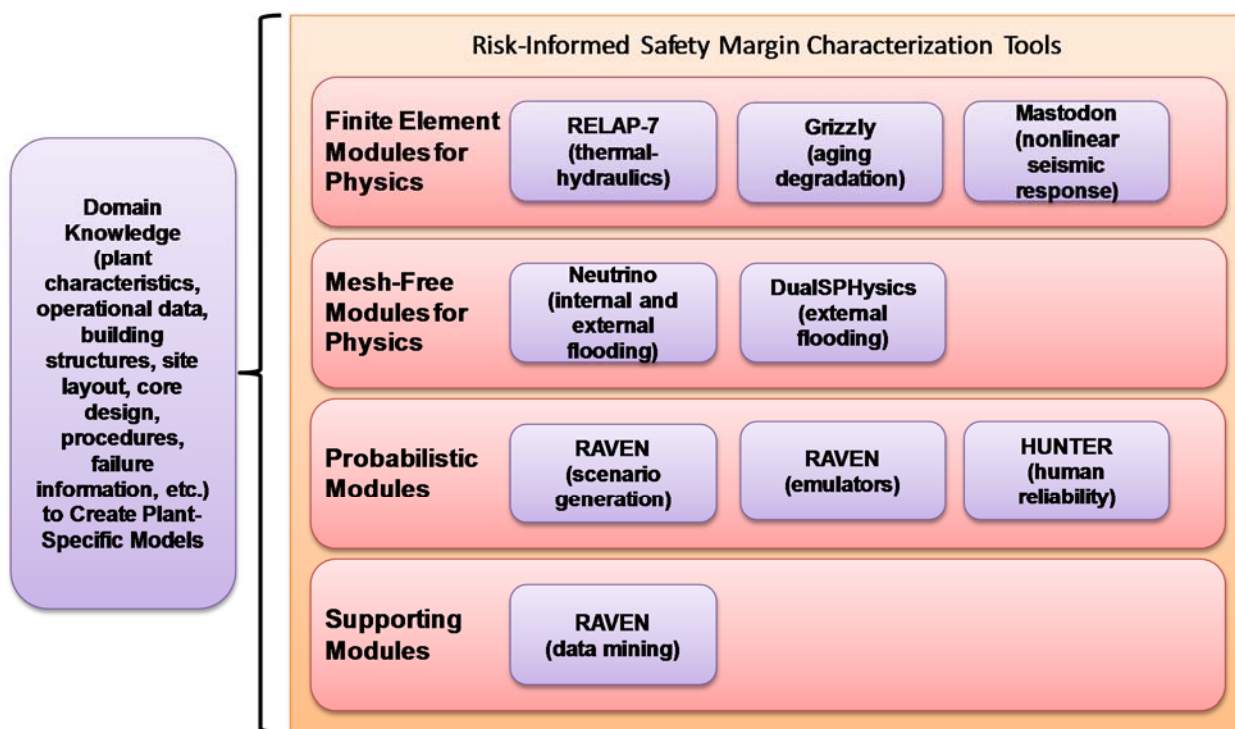 Risk-Informed Safety Margin Characterization Tools
Domain
Knowledge
(plant
characteristics,
operational data,
building
structures, site
layout, core
design,
procedures,
failure
information, etc.)
to Create Plant-
Specific Models
Finite Element
Modules for
Physics
RELAP-7
(thermal-
hydraulics)
Grizzly
(aging
degradation)
Mastodon
(nonlinear
seismic
response)
Mesh-Free
Modules for
Physics
Neutrino
(internal and
external
flooding)
DualSPHysics
(external
flooding)
Probabilistic
Modules
RAVEN
(scenario
generation)
RAVEN
(emulators)
HUNTER
(human
reliability)
Supporting
Modules
RAVEN
(data mining)